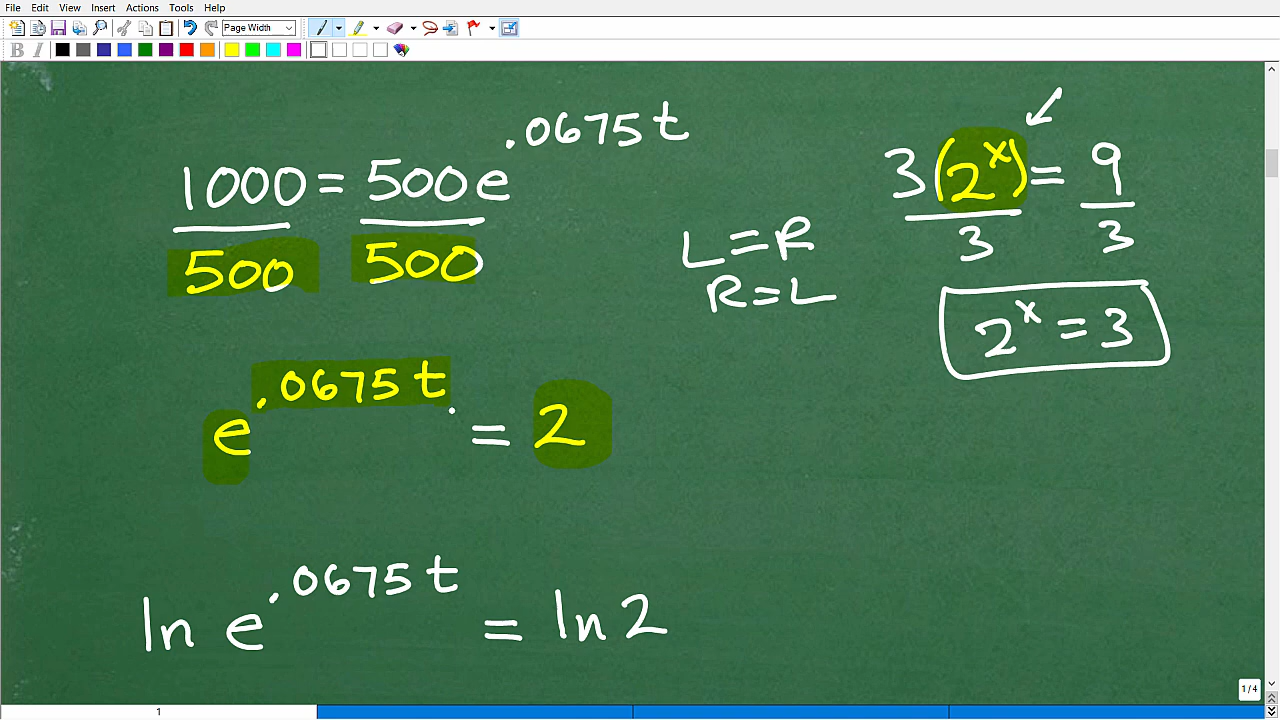 File Edit View Insert Actions Tools Help
Page Width
B I
1000 = 500e^.0675t
500 500
e^.0675t = 2
ln e^.0675t = ln 2
L = R
R = L
3(2^x) = 9
3 3
2^x = 3
1/4
1